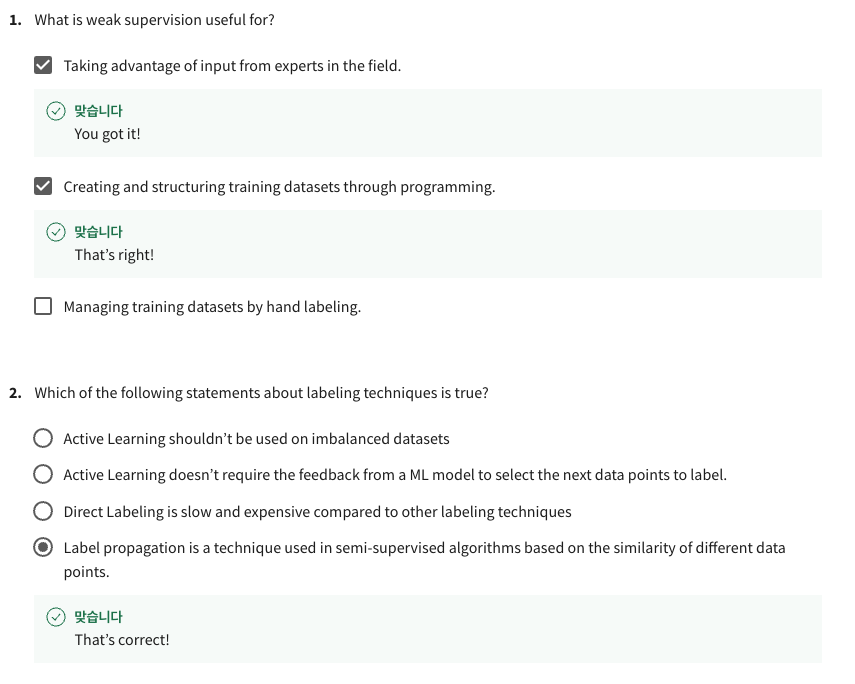 1. What is weak supervision useful for?
Taking advantage of input from experts in the field.
맞습니다
You got it!
Creating and structuring training datasets through programming.
맞습니다
That’s right!
Managing training datasets by hand labeling.
2. Which of the following statements about labeling techniques is true?
Active Learning shouldn’t be used on imbalanced datasets
Active Learning doesn’t require the feedback from a ML model to select the next data points to label.
Direct Labeling is slow and expensive compared to other labeling techniques
Label propagation is a technique used in semi-supervised algorithms based on the similarity of different data
points.
맞습니다
That’s correct!